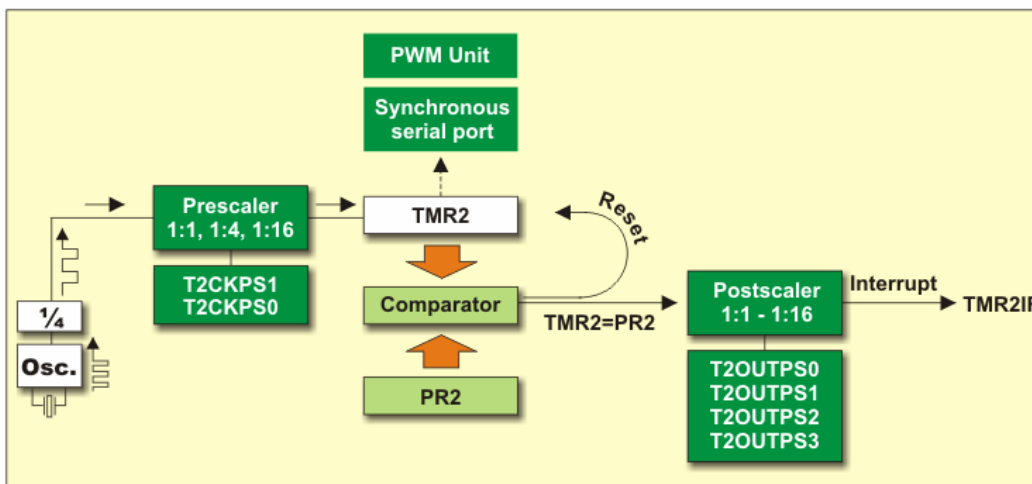 PWM Unit
Synchronous
serial port
Reset
Prescaler
1:1, 1:4, 1:16
TMR2
T2CKPS1
T2CKPS0
Comparator
TMR2=PR2
Postscaler
1:1 - 1:16
Interrupt
TMR2IF
¼
Osc.
PR2
T2OUTPS0
T2OUTPS1
T2OUTPS2
T2OUTPS3